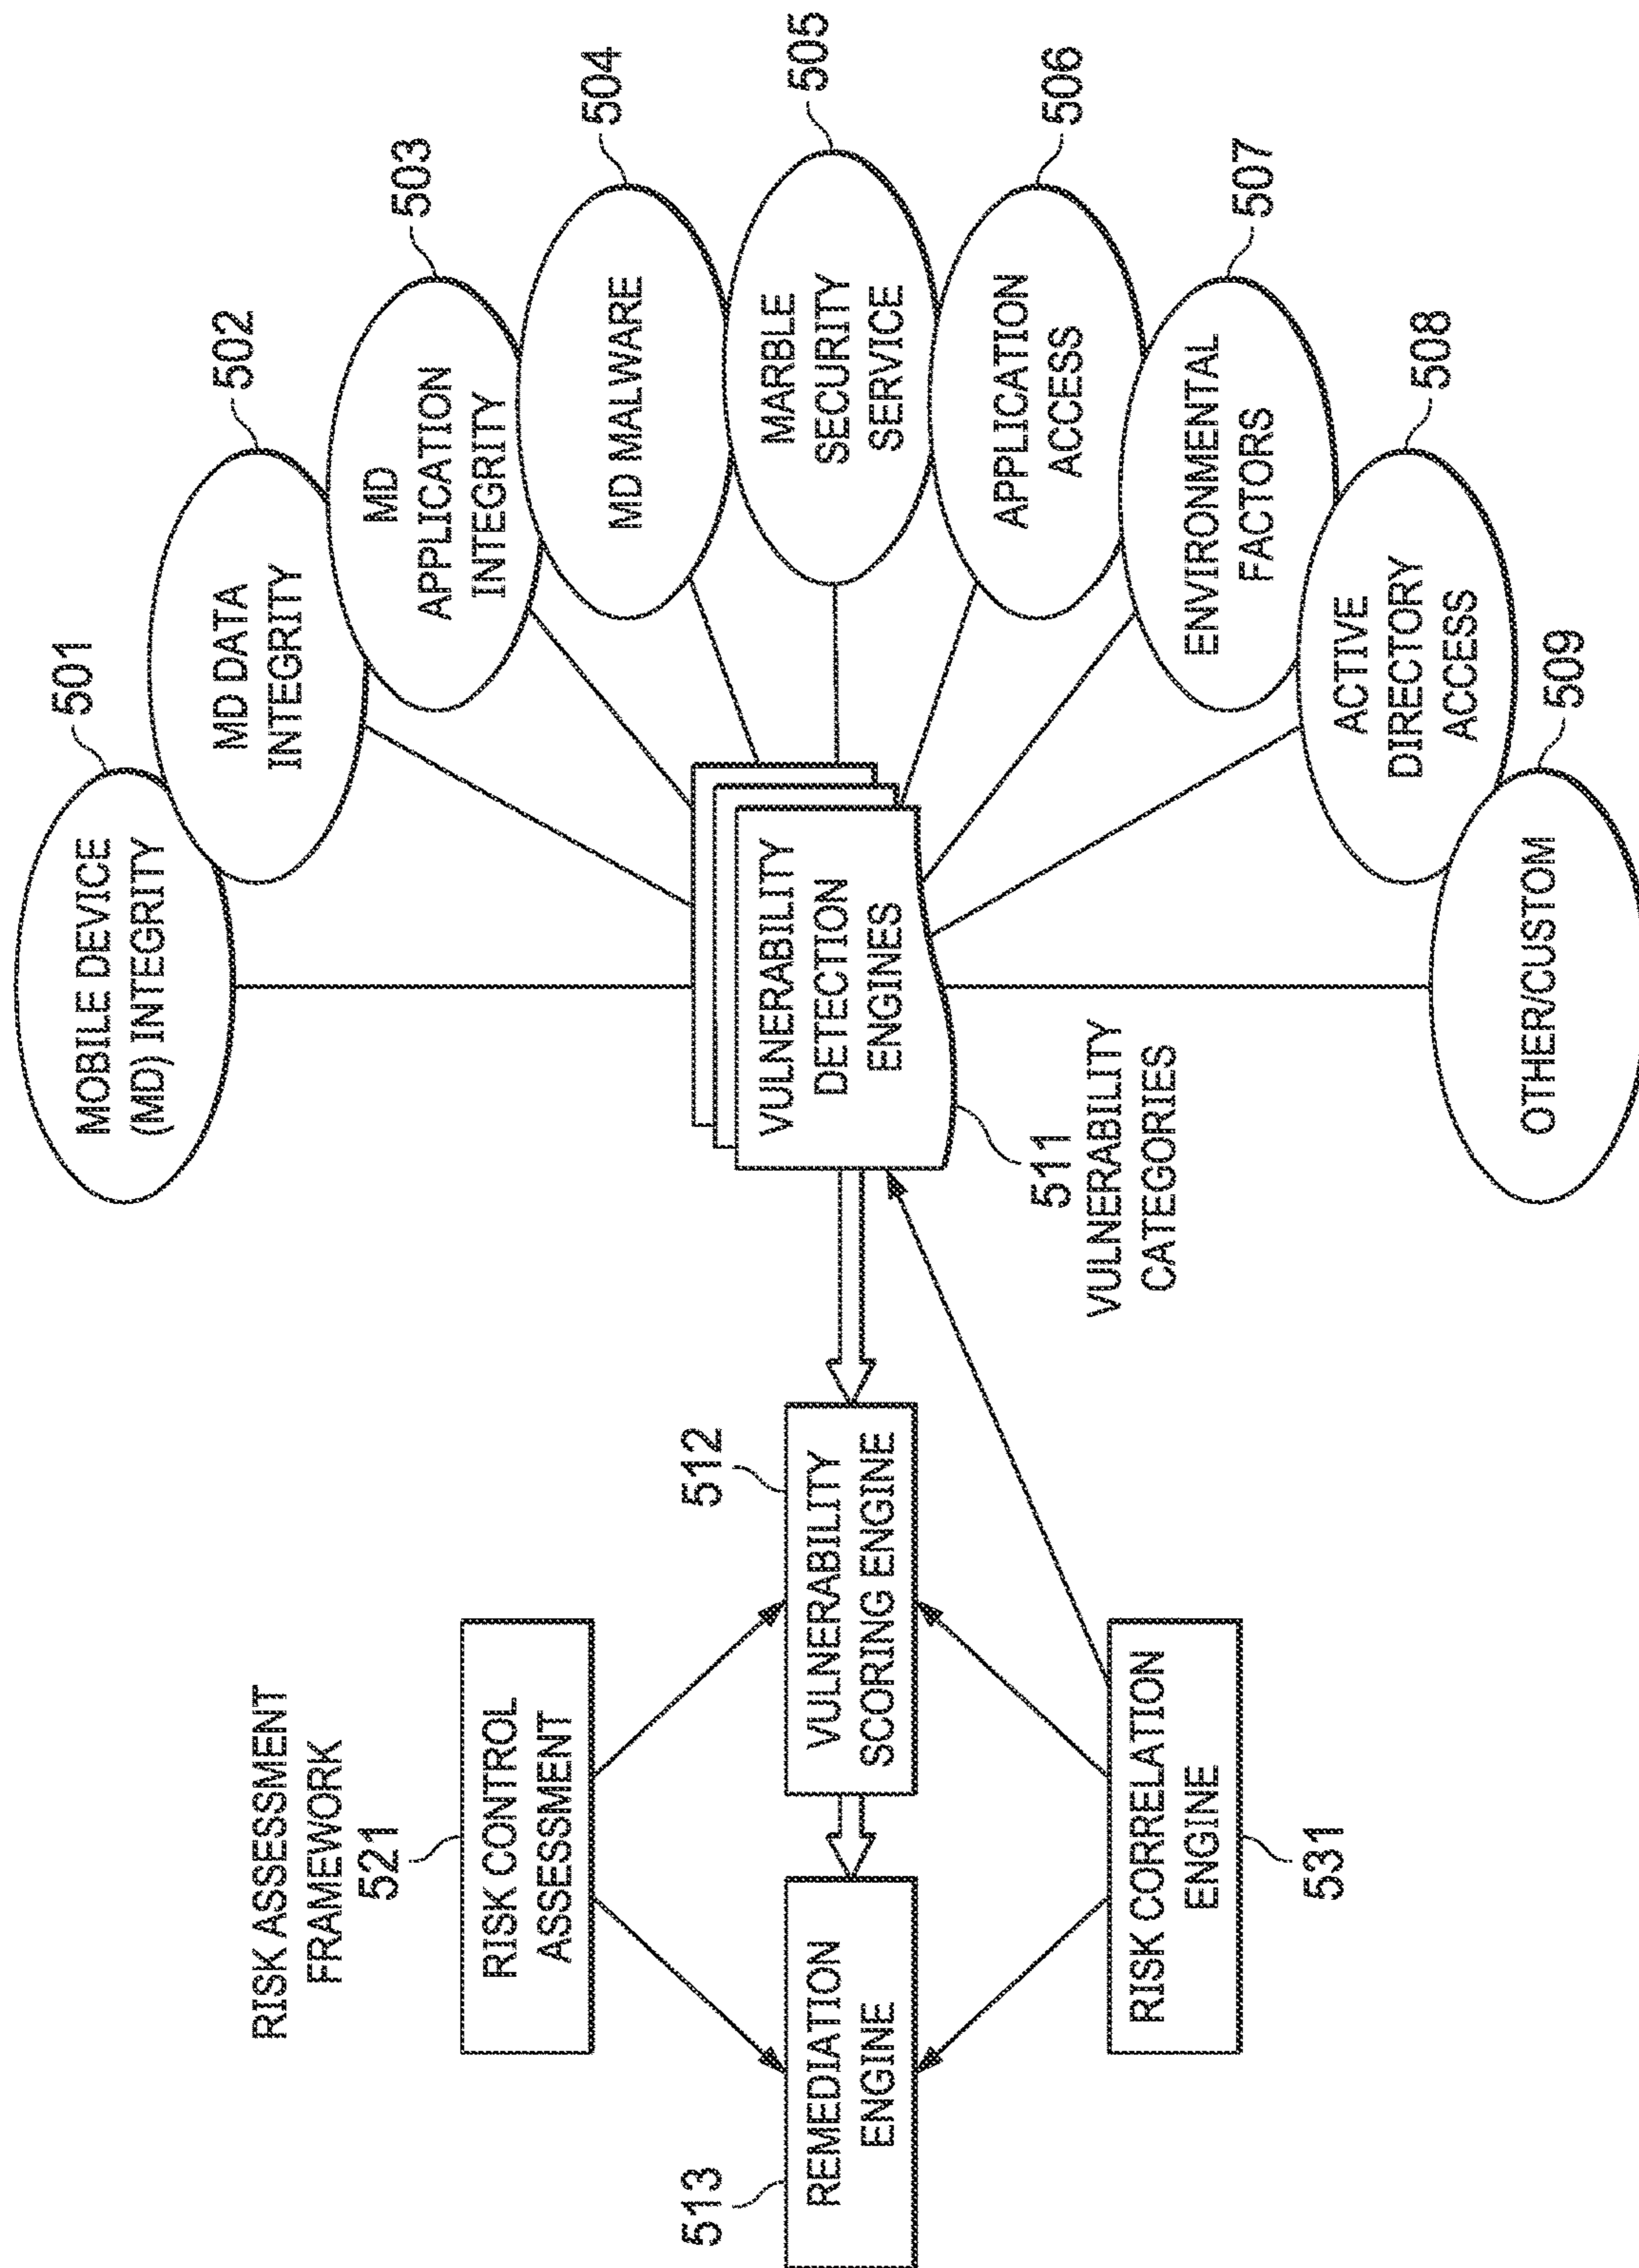 RISK ASSESSMENT
FRAMEWORK
521
RISK CONTROL
ASSESSMENT
513
REMEDIATION
ENGINE
512
VULNERABILITY
SCORING ENGINE
RISK CORRELATION
ENGINE
531
VULNERABILITY
DETECTION
ENGINES
511
VULNERABILITY
CATEGORIES
MOBILE DEVICE
(MD) INTEGRITY
501
MD DATA
INTEGRITY
502
MD
APPLICATION
INTEGRITY
503
MD MALWARE
504
MARBLE
SECURITY
SERVICE
505
APPLICATION
ACCESS
506
ENVIRONMENTAL
FACTORS
507
ACTIVE
DIRECTORY
ACCESS
508
OTHER/CUSTOM
509